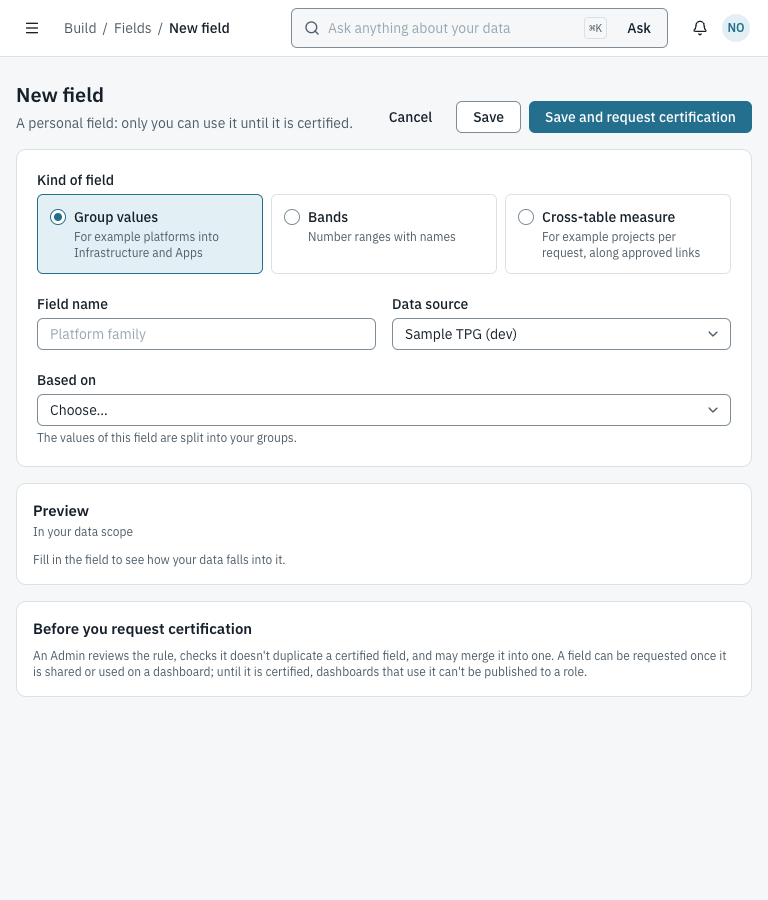 Build / Fields / New field
Ask anything about your data
⌘K
Ask
NO
New field
A personal field: only you can use it until it is certified.
Cancel
Save
Save and request certification
Kind of field
Group values
For example platforms into
Infrastructure and Apps
Bands
Number ranges with names
Cross-table measure
For example projects per
request, along approved links
Field name
Platform family
Data source
Sample TPG (dev)
Based on
Choose...
The values of this field are split into your groups.
Preview
In your data scope
Fill in the field to see how your data falls into it.
Before you request certification
An Admin reviews the rule, checks it doesn't duplicate a certified field, and may merge it into one. A field can be requested once it
is shared or used on a dashboard; until it is certified, dashboards that use it can't be published to a role.